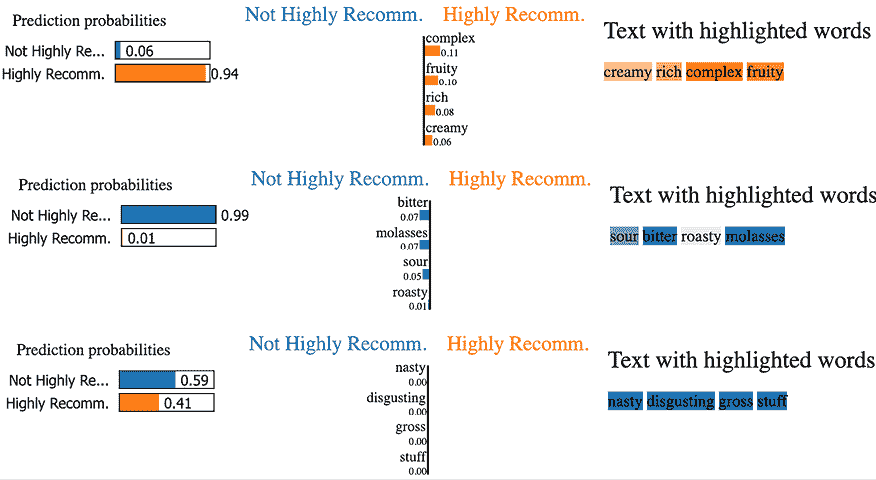 Prediction probabilities
Not Highly Re... 0.06
Highly Recomm. 0.94
Not Highly Recomm. Highly Recomm.
complex
0.11
fruity
0.10
rich
0.08
creamy
0.06
Text with highlighted words
creamy rich complex fruity
Prediction probabilities
Not Highly Re... 0.99
Highly Recomm. 0.01
Not Highly Recomm. Highly Recomm.
bitter
0.07
molasses
0.07
sour
0.05
roasty
0.01
Text with highlighted words
sour bitter roasty molasses
Prediction probabilities
Not Highly Re... 0.59
Highly Recomm. 0.41
Not Highly Recomm. Highly Recomm.
nasty
0.00
disgusting
0.00
gross
0.00
stuff
0.00
Text with highlighted words
nasty disgusting gross stuff